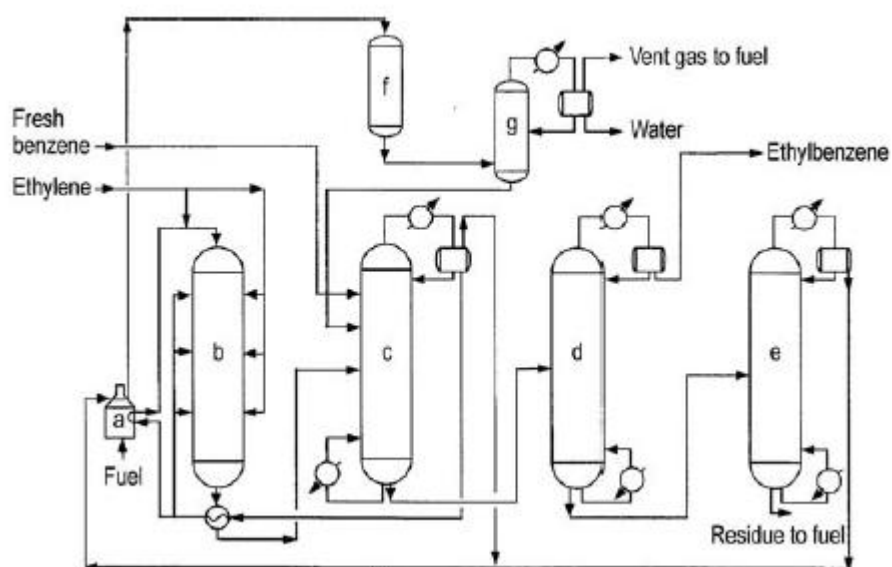 f
Vent gas to fuel
g
Fresh
benzene
Water
Ethylbenzene
Ethylene
b
c
d
e
a
Fuel
Residue to fuel